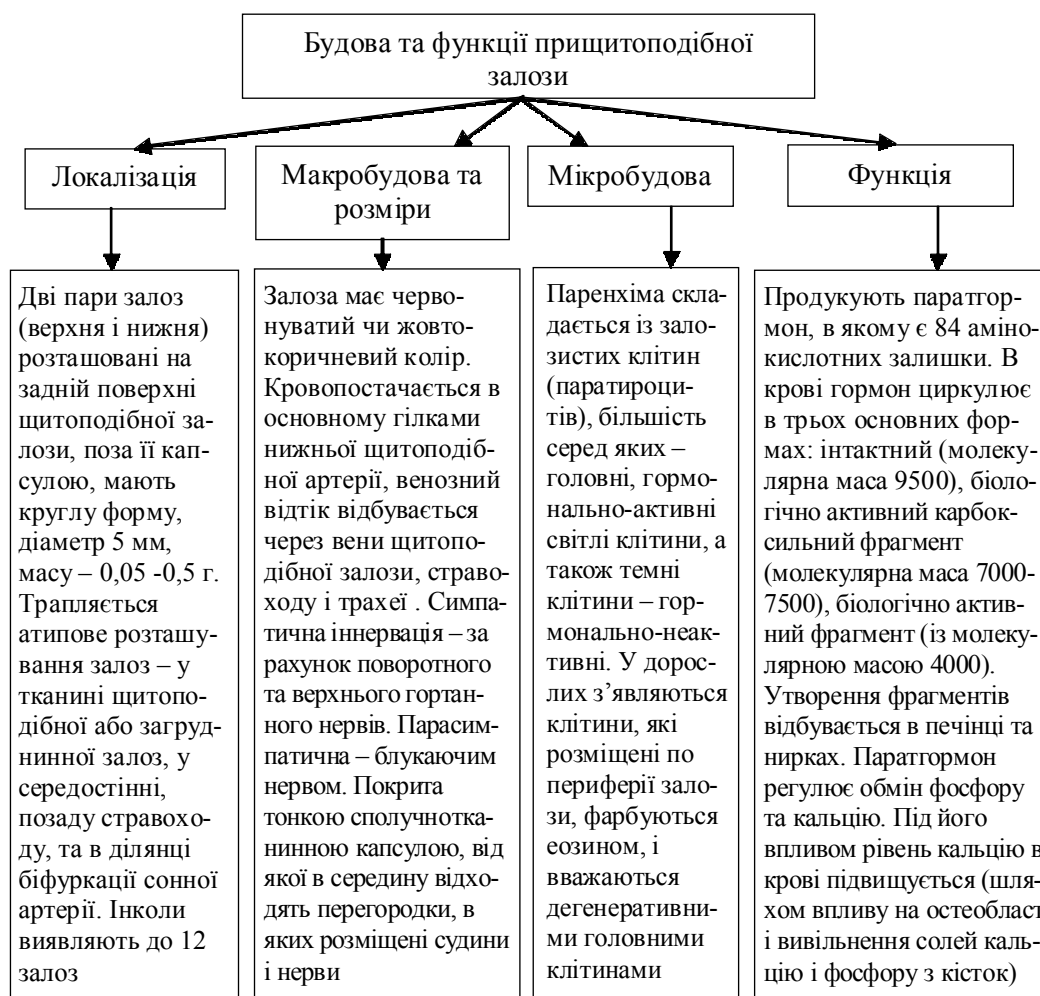 Будова та функції прищитоподібної
залози
Локалізація
Макробудова та
розміри
Мікробудова
Функція
Дві пари залоз
(верхня і нижня)
розташовані на
задній поверхні
щитоподібної за-
лози, поза її кап-
сулою, мають
круглу форму,
діаметр 5 мм,
масу – 0,05 -0,5 г.
Трапляється
атипове розташу-
вання залоз – у
тканині щитопо-
дібної або загруд-
нинної залоз, у
середостінні,
позаду стравохо-
ду, та в ділянці
біфуркації сонної
артерії. Інколи
виявляють до 12
залоз
Залоза має черво-
нуватий чи жовто-
коричневий колір.
Кровопостачається в
основному гілками
нижньої щитоподіб-
ної артерії, венозний
відтік відбувається
через вени щитопо-
дібної залози, страво-
ходу і трахеї . Симпа-
тична іннервація – за
рахунок поворотного
та верхнього гортан-
ного нервів. Парасим-
патична – блукаючим
нервом. Покрита
тонкою сполучнотка-
нинною капсулою, від
якої в середину відхо-
дять перегородки, в
яких розміщені судини
і нерви
Паренхіма скла-
дається із зало-
зистих клітин
(паратироци-
тів), більшість
серед яких –
головні, гормо-
нально-активні
світлі клітини, а
також темні
клітини – гор-
монально-неак-
тивні. У дорос-
лих з’являються
клітини, які
розміщені по
периферії зало-
зи, фарбуються
еозином, і
вважаються
дегенеративни-
ми головними
клітинами
Продукують паратгор-
мон, в якому є 84 аміно-
кислотних залишки. В
крові гормон циркулює
в трьох основних фор-
мах: інтактний (молеку-
лярна маса 9500), біоло-
гічно активний карбок-
сильний фрагмент
(молекулярна маса 7000-
7500), біологічно актив-
ний фрагмент (із молеку-
лярною масою 4000).
Утворення фрагментів
відбувається в печінці та
нирках. Паратгормон
регулює обмін фосфору
та кальцію. Під його
впливом рівень кальцію в
крові підвищується (шля-
хом впливу на остеобласт
і вивільнення солей каль-
цію і фосфору з кісток)